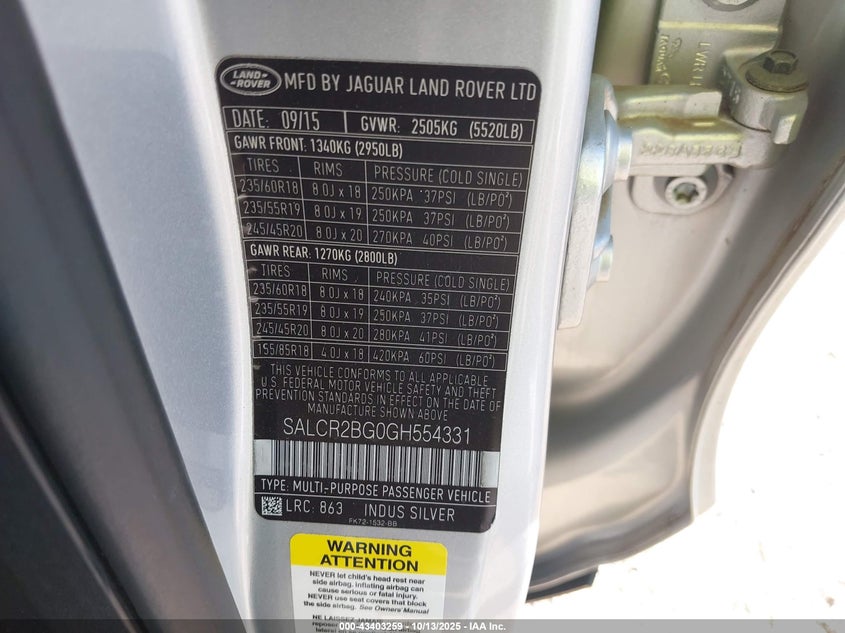 LAND
ROVER
MFD BY JAGUAR LAND ROVER LTD
DATE: 09/15 GVWR: 2505KG (5520LB)
GAWR FRONT: 1340KG (2950LB)
TIRES RIMS PRESSURE (COLD SINGLE)
235/60R18 8.0J x 18 250KPA 37PSI (LB/PO²)
235/55R19 8.0J x 19 250KPA 37PSI (LB/PO²)
245/45R20 8.0J x 20 270KPA 40PSI (LB/PO²)
GAWR REAR: 1270KG (2800LB)
TIRES RIMS PRESSURE (COLD SINGLE)
235/60R18 8.0J x 18 240KPA 35PSI (LB/PO²)
235/55R19 8.0J x 19 250KPA 37PSI (LB/PO²)
245/45R20 8.0J x 20 280KPA 41PSI (LB/PO²)
155/85R18 4.0J x 18 420KPA 60PSI (LB/PO²)
THIS VEHICLE CONFORMS TO ALL APPLICABLE
U.S. FEDERAL MOTOR VEHICLE SAFETY AND THEFT
PREVENTION STANDARDS IN EFFECT ON THE DATE OF
MANUFACTURE SHOWN ABOVE
SALCR2BG0GH554331
TYPE: MULTI-PURPOSE PASSENGER VEHICLE
LRC: 863 INDUS SILVER
FK72-1532-BB
WARNING
ATTENTION
NEVER let child's head rest near
side airbag, inflating airbag can
cause serious or fatal injury.
NEVER use seat covers that block
the side airbag. See Owners Manual
NE LAISSEZ JAMAIS
Owner: IAA - Stock #: 43403259 - 10/13/2025 - IAA Inc.